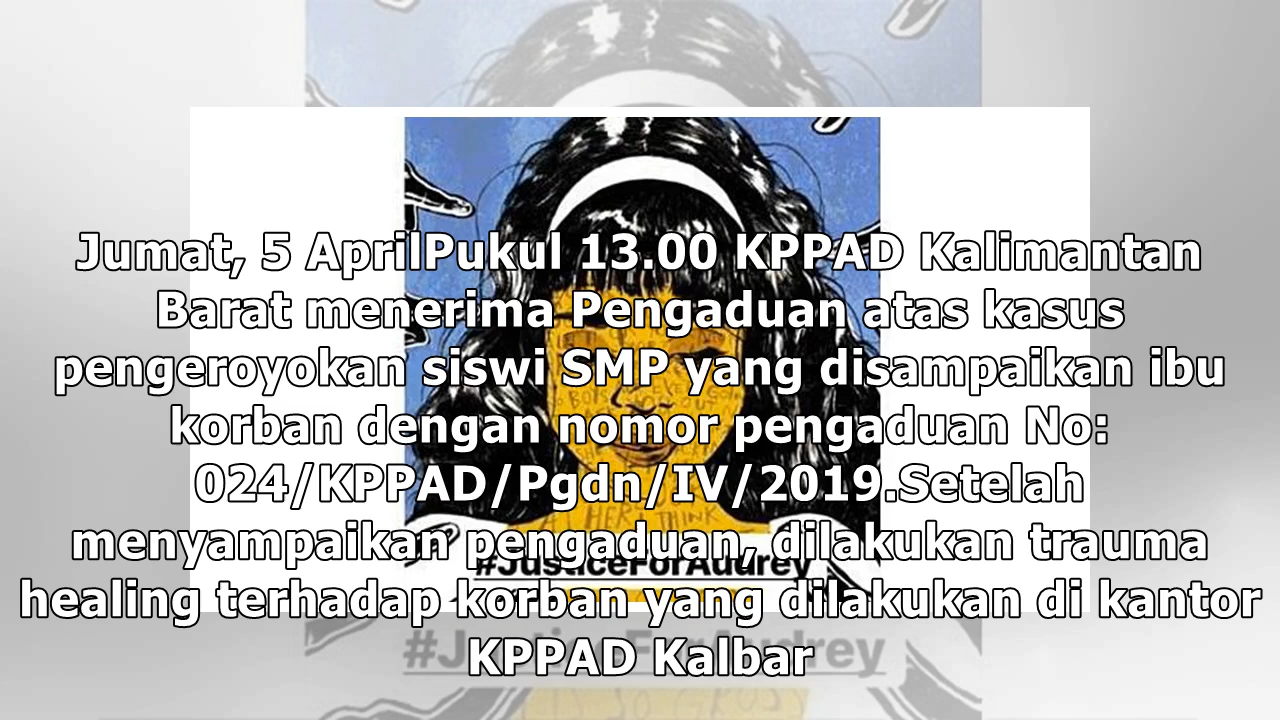 Jumat, 5 AprilPukul 13.00 KPPAD Kalimantan
Barat menerima Pengaduan atas kasus
pengeroyokan siswi SMP yang disampaikan ibu
korban dengan nomor pengaduan No:
024/KPPAD/Pgdn/IV/2019.Setelah
menyampaikan pengaduan, dilakukan trauma
healing terhadap korban yang dilakukan di kantor
KPPAD Kalbar
#JusticeForAudrey
#JusticeForAudrey